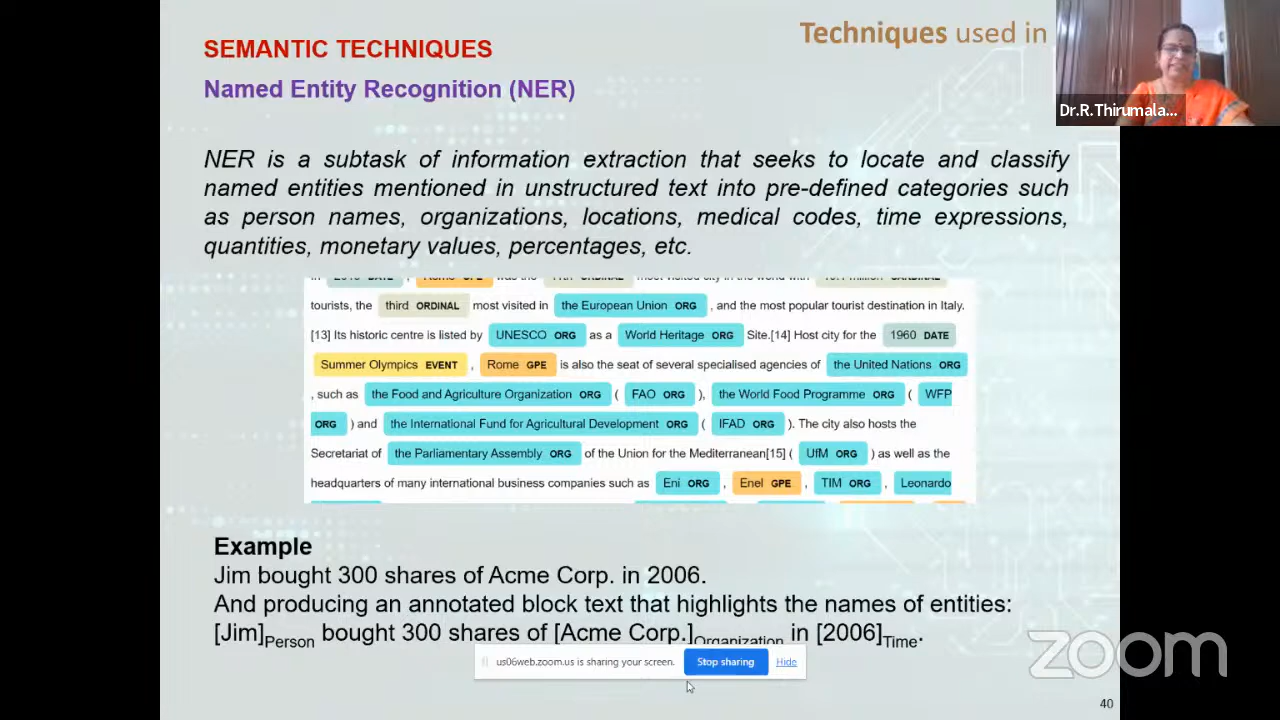 Techniques used in
SEMANTIC TECHNIQUES
Named Entity Recognition (NER)
Dr.R.Thirumala...
NER is a subtask of information extraction that seeks to locate and classify
named entities mentioned in unstructured text into pre-defined categories such
as person names, organizations, locations, medical codes, time expressions,
quantities, monetary values, percentages, etc.
tourists, the third ORDINAL most visited in the European Union ORG , and the most popular tourist destination in Italy.
[13] Its historic centre is listed by UNESCO ORG as a World Heritage ORG Site.[14] Host city for the 1960 DATE
Summer Olympics EVENT , Rome GPE is also the seat of several specialised agencies of the United Nations ORG
, such as the Food and Agriculture Organization ORG ( FAO ORG ), the World Food Programme ORG ( WFP
ORG ) and the International Fund for Agricultural Development ORG ( IFAD ORG ). The city also hosts the
Secretariat of the Parliamentary Assembly ORG of the Union for the Mediterranean[15] ( UfM ORG ) as well as the
headquarters of many international business companies such as Eni ORG , Enel GPE , TIM ORG , Leonardo
Example
Jim bought 300 shares of Acme Corp. in 2006.
And producing an annotated block text that highlights the names of entities:
[Jim]Person bought 300 shares of [Acme Corp.]Organization in [2006]Time.
us06web.zoom.us is sharing your screen. Stop sharing Hide
zoom
40